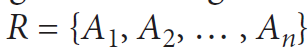 R = {A₁, A₂, … , Aₙ}